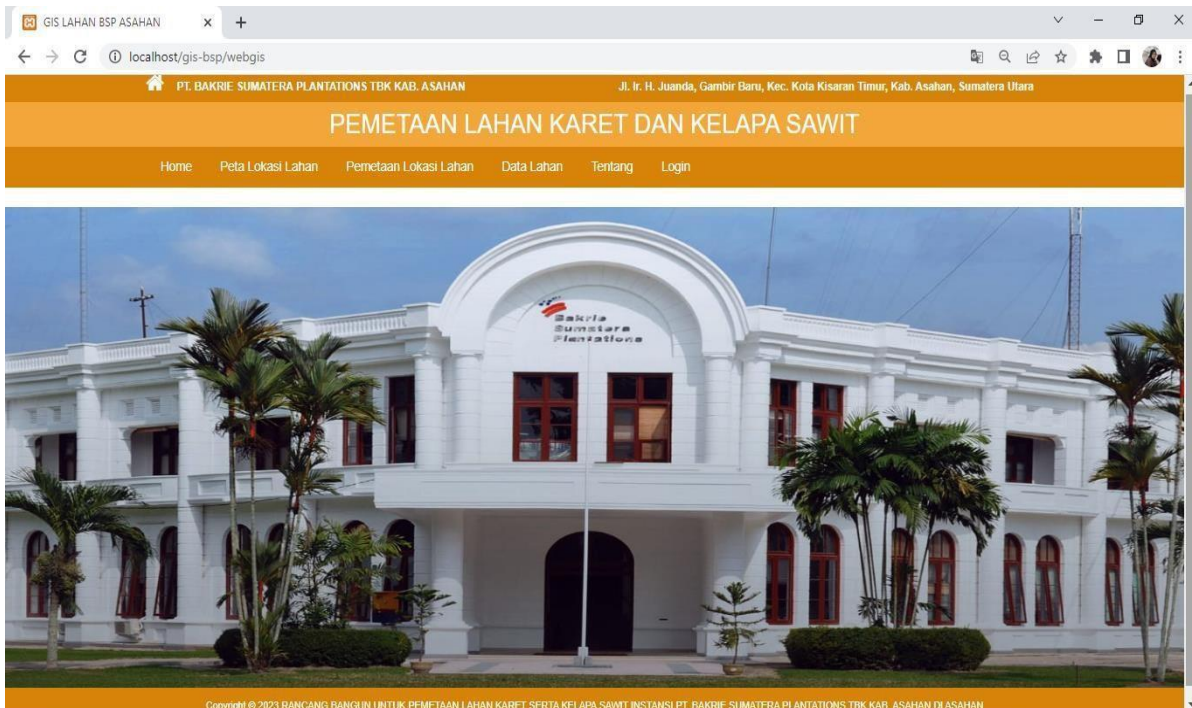 GIS LAHAN BSP ASAHAN
localhost/gis-bsp/webgis
PT. BAKRIE SUMATERA PLANTATIONS TBK KAB. ASAHAN
Jl. Ir. H. Juanda, Gambir Baru, Kec. Kota Kisaran Timur, Kab. Asahan, Sumatera Utara
PEMETAAN LAHAN KARET DAN KELAPA SAWIT
Home Peta Lokasi Lahan Pemetaan Lokasi Lahan Data Lahan Tentang Login
Bakrie
Sumatera
Plantations
Copyright © 2023 RANCANG BANGUN UNTUK PEMETAAN LAHAN KARET SERTA KELAPA SAWIT INSTANSI PT. BAKRIE SUMATERA PLANTATIONS TBK KAB. ASAHAN DI ASAHAN